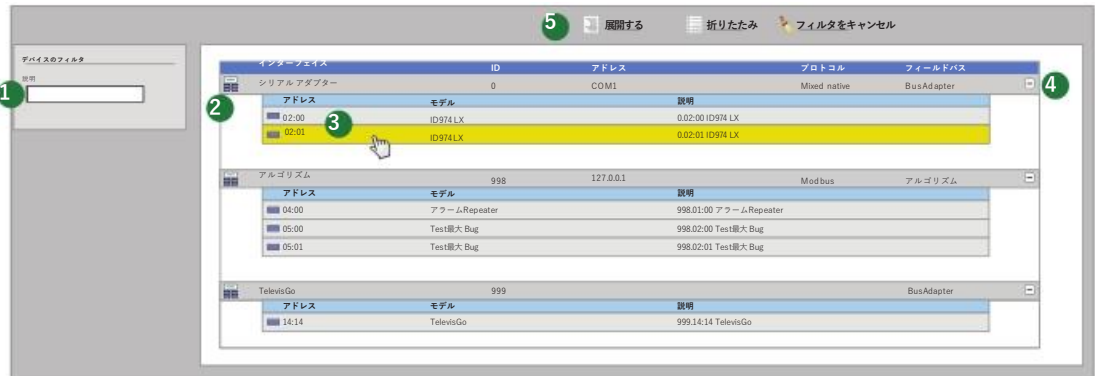 5 展開する 折りたたみ フィルタをキャンセル
デバイスのフィルタ
説明
1
インターフェイス ID アドレス プロトコル フィールドバス
シリアルアダプター 0 COM1 Mixed native BusAdapter 4
2 アドレス モデル 説明
02:00 ID974 LX 0.02:00 ID974 LX
3
02:01 ID974LX 0.02:01 ID974 LX
アルゴリズム 998 127.0.0.1 Modbus アルゴリズム
アドレス モデル 説明
04:00 アラームRepeater 998.01:00 アラームRepeater
05:00 Test最大 Bug 998.02:00 Test最大 Bug
05:01 Test最大 Bug 998.02:01 Test最大 Bug
TelevisGo 999 BusAdapter
アドレス モデル 説明
14:14 TelevisGo 999.14:14 TelevisGo